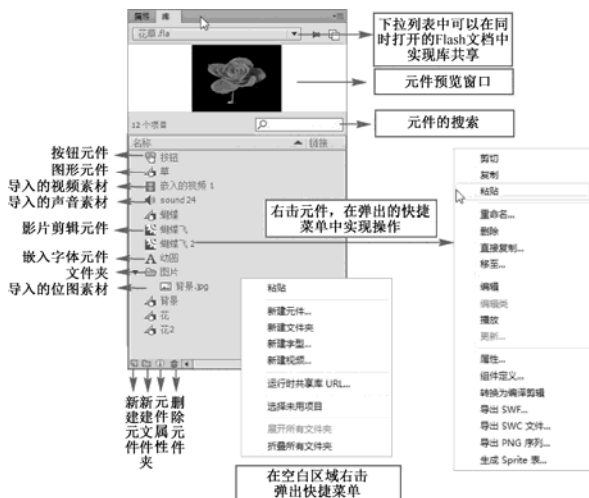 属性
库
花草.fla
下拉列表中可以在同
时打开的Flash文档中
实现库共享
元件预览窗口
12 个项目
元件的搜索
名称
链接
按钮元件
按钮
图形元件
草
导入的视频素材
嵌入的视频 1
导入的声音素材
sound 24
蝴蝶
影片剪辑元件
蝴蝶飞
蝴蝶飞 2
嵌入字体元件
幼圆
文件夹
图片
导入的位图素材
背景.jpg
背景
花
花2
右击元件，在弹出的快捷
菜单中实现操作
剪切
复制
粘贴
重命名...
删除
直接复制...
移至...
编辑
编辑类
播放
更新...
属性...
组件定义...
转换为编译剪辑
导出 SWF...
导出 SWC 文件...
导出 PNG 序列...
生成 Sprite 表...
粘贴
新建元件...
新建文件夹
新建字型...
新建视频...
运行时共享库 URL...
选择未用项目
展开所有文件夹
折叠所有文件夹
新建元件
新建文件夹
元件属性
删除元件
在空白区域右击
弹出快捷菜单